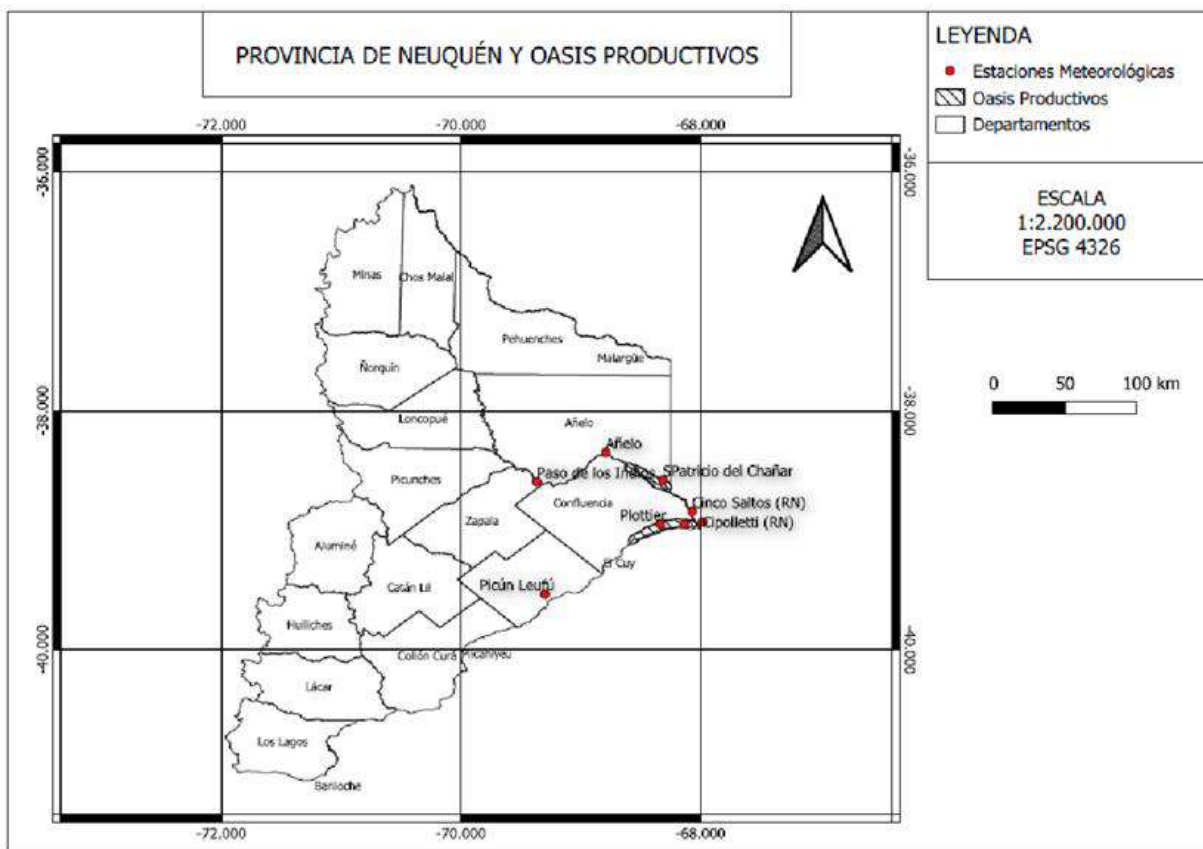 PROVINCIA DE NEUQUÉN Y OASIS PRODUCTIVOS
LEYENDA
Estaciones Meteorológicas
Oasis Productivos
Departamentos
ESCALA
1:2.200.000
EPSG 4326
0 50 100 km
-72.000 -70.000 -68.000
-36.000 -36.000
Minas
Chos Malal
Pehuenches
Malargüe
Ñorquín
-38.000 -38.000
Loncopué
Añelo
Añelo
Paso de los Indios
SPatricio del Chañar
Picunches
Confluencia
Cinco Saltos (RN)
Plottier
Cipolletti (RN)
Zapala
Aluminé
El Cuy
Picún Leufú
Catán Lil
Huiliches
-40.000 -40.000
Collón Curá
Lácar
Los Lagos
Bariloche
-72.000 -70.000 -68.000